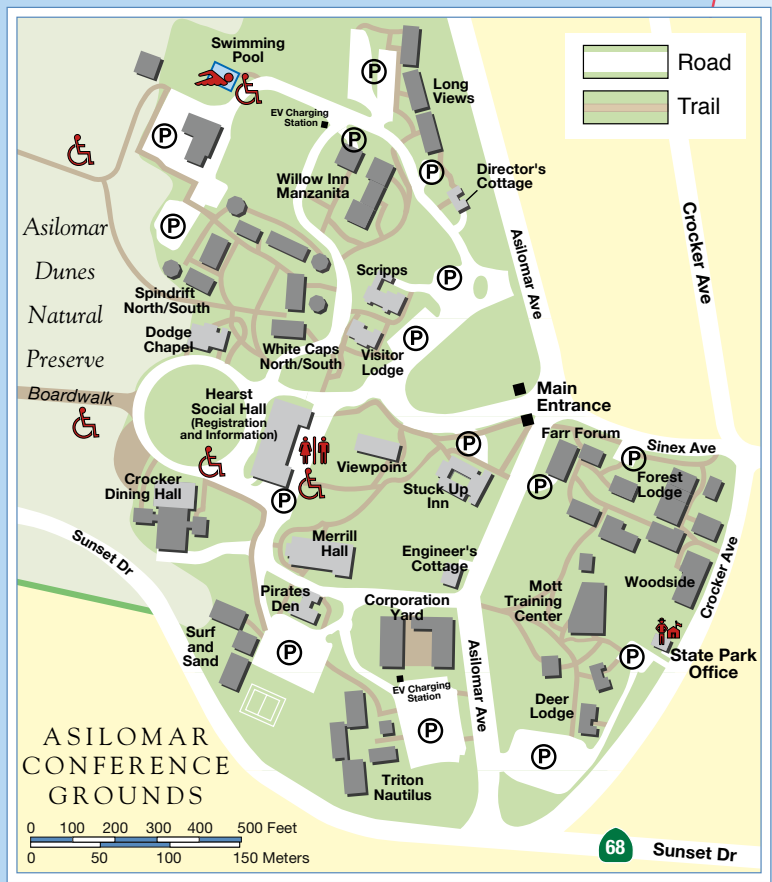 Swimming
Pool
P
Long
Views
Road
Trail
EV Charging
Station
P
P
Willow Inn
Manzanita
P
Director's
Cottage
Asilomar
Dunes
Natural
Preserve
P
Asilomar Ave
Crocker Ave
Scripps
P
Spindrift
North/South
Dodge
Chapel
White Caps
North/South
Visitor
Lodge
P
Boardwalk
Hearst
Social Hall
(Registration
and Information)
Main
Entrance
Farr Forum
Sinex Ave
P
P
Viewpoint
Stuck Up
Inn
P
Forest
Lodge
Crocker
Dining Hall
P
Sunset Dr
Merrill
Hall
Engineer's
Cottage
Mott
Training
Center
Woodside
Crocker Ave
Pirates
Den
Corporation
Yard
Surf
and
Sand
P
Asilomar Ave
P
State Park
Office
EV Charging
Station
P
Deer
Lodge
P
Triton
Nautilus
ASILOMAR
CONFERENCE
GROUNDS
0 100 200 300 400 500 Feet
0 50 100 150 Meters
68
Sunset Dr
P